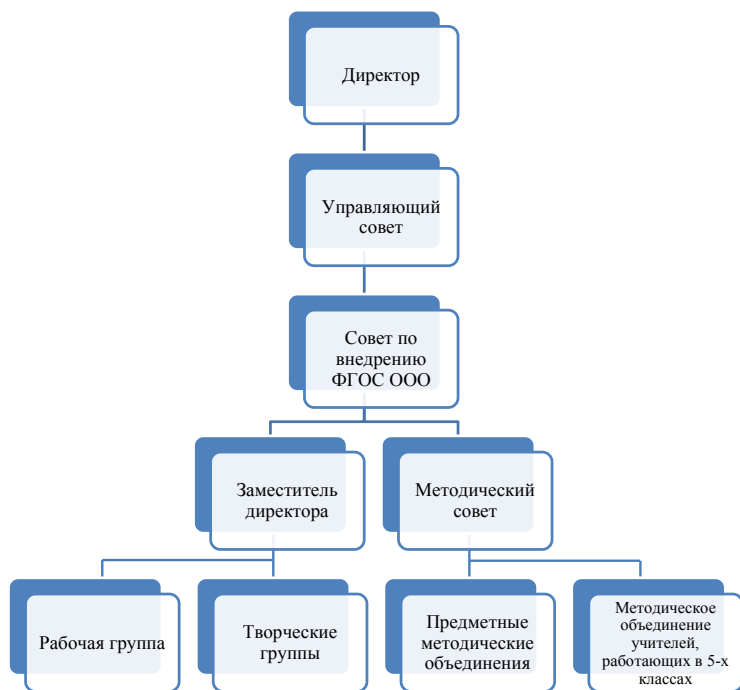 Директор
Управляющий
совет
Совет по
внедрению
ФГОС ООО
Заместитель
директора
Методический
совет
Рабочая группа
Творческие
группы
Предметные
методические
объединения
Методическое
объединение
учителей,
работающих в 5-х
классах